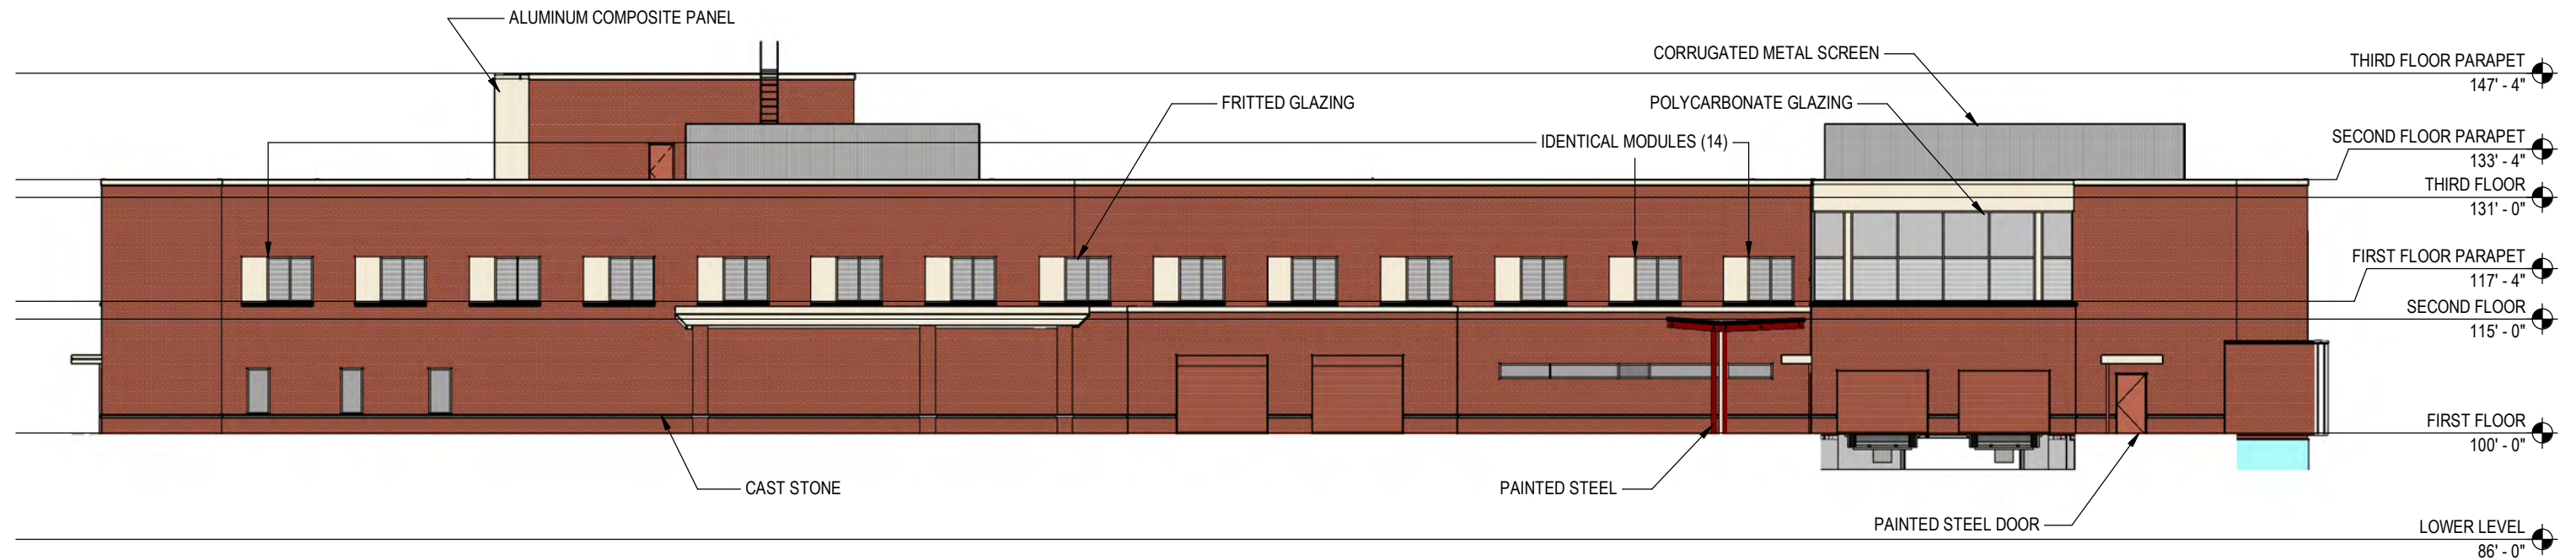 ALUMINUM COMPOSITE PANEL
CORRUGATED METAL SCREEN
THIRD FLOOR PARAPET
147' - 4"
FRITTED GLAZING
POLYCARBONATE GLAZING
IDENTICAL MODULES (14)
SECOND FLOOR PARAPET
133' - 4"
THIRD FLOOR
131' - 0"
FIRST FLOOR PARAPET
117' - 4"
SECOND FLOOR
115' - 0"
FIRST FLOOR
100' - 0"
CAST STONE
PAINTED STEEL
PAINTED STEEL DOOR
LOWER LEVEL
86' - 0"